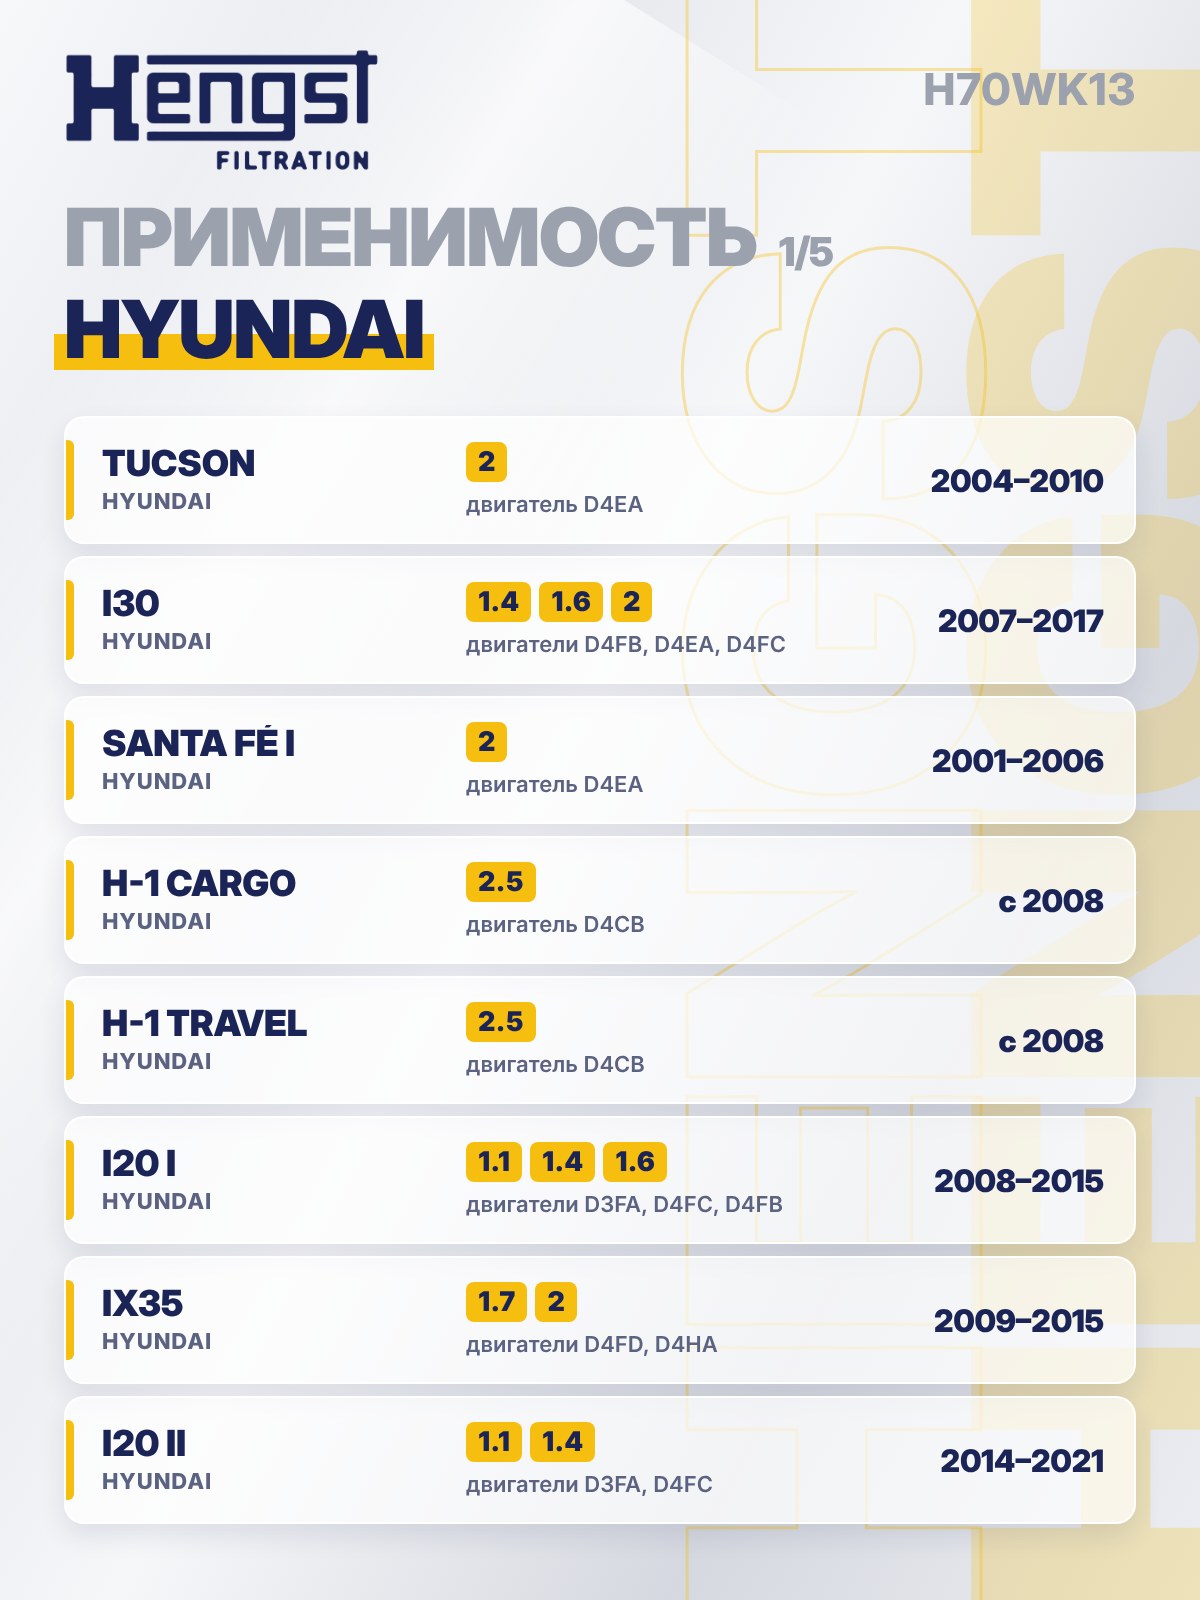 Hengst
FILTRATION
H70WK13
ПРИМЕНИМОСТЬ 1/5
HYUNDAI
TUCSON
HYUNDAI
2
двигатель D4EA
2004–2010
I30
HYUNDAI
1.4 1.6 2
двигатели D4FB, D4EA, D4FC
2007–2017
SANTA FÉ I
HYUNDAI
2
двигатель D4EA
2001–2006
H-1 CARGO
HYUNDAI
2.5
двигатель D4CB
с 2008
H-1 TRAVEL
HYUNDAI
2.5
двигатель D4CB
с 2008
I20 I
HYUNDAI
1.1 1.4 1.6
двигатели D3FA, D4FC, D4FB
2008–2015
IX35
HYUNDAI
1.7 2
двигатели D4FD, D4HA
2009–2015
I20 II
HYUNDAI
1.1 1.4
двигатели D3FA, D4FC
2014–2021
HENGST
HENGST